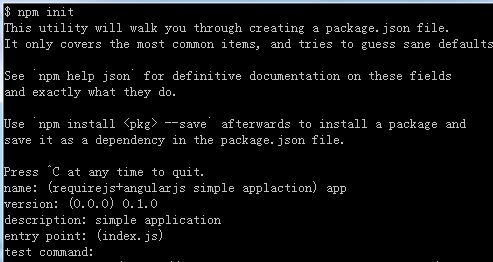 $ npm init
This utility will walk you through creating a package.json file.
It only covers the most common items, and tries to guess sane defaults
See `npm help json` for definitive documentation on these fields
and exactly what they do.
Use `npm install <pkg> --save` afterwards to install a package and
save it as a dependency in the package.json file.
Press ^C at any time to quit.
name: (requirejs+angularjs simple applaction) app
version: (0.0.0) 0.1.0
description: simple application
entry point: (index.js)
test command: